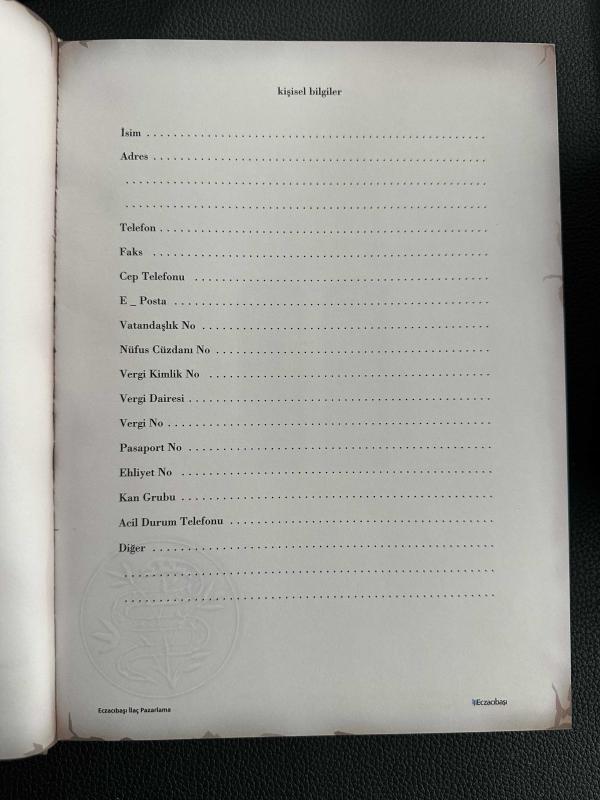 kişisel bilgiler
İsim ..................................................
Adres ..................................................
..................................................
..................................................
Telefon ..................................................
Faks ..................................................
Cep Telefonu ..................................................
E _ Posta ..................................................
Vatandaşlık No ..................................................
Nüfus Cüzdanı No ..................................................
Vergi Kimlik No ..................................................
Vergi Dairesi ..................................................
Vergi No ..................................................
Pasaport No ..................................................
Ehliyet No ..................................................
Kan Grubu ..................................................
Acil Durum Telefonu ..................................................
Diğer ..................................................
..................................................
..................................................
Eczacıbaşı İlaç Pazarlama
Eczacıbaşı